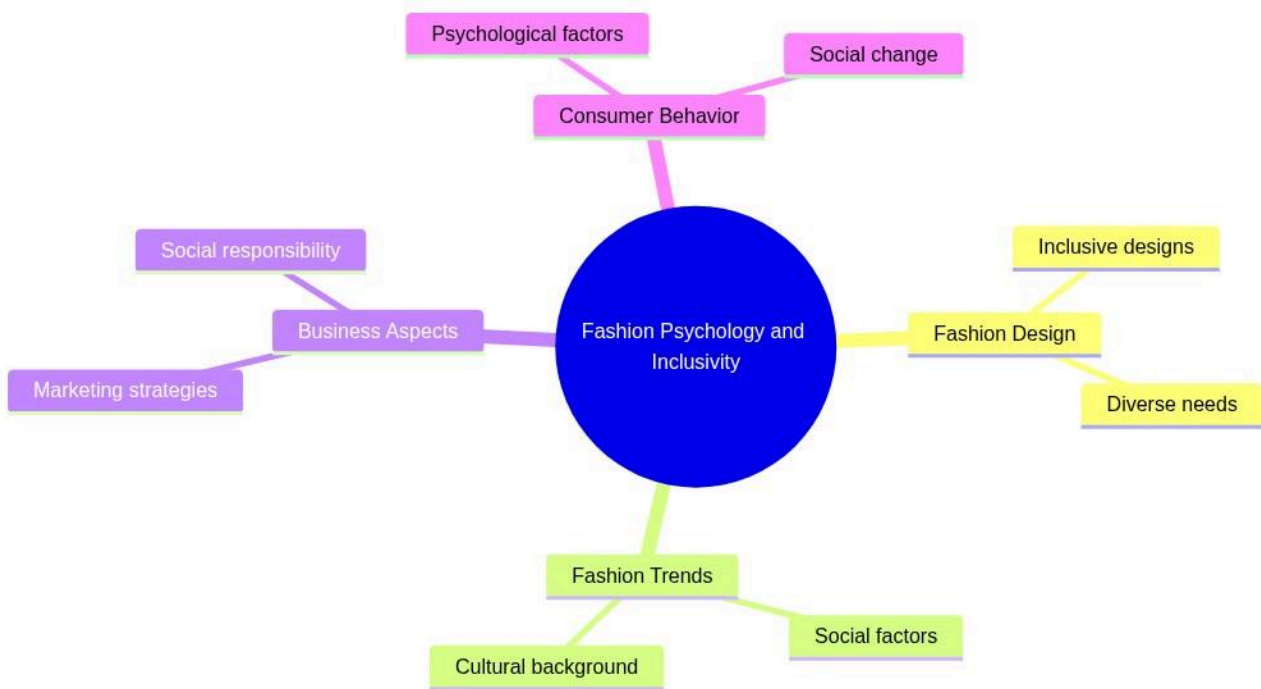 Psychological factors
Social change
Consumer Behavior
Social responsibility
Inclusive designs
Business Aspects
Fashion Psychology and
Inclusivity
Fashion Design
Marketing strategies
Diverse needs
Fashion Trends
Social factors
Cultural background